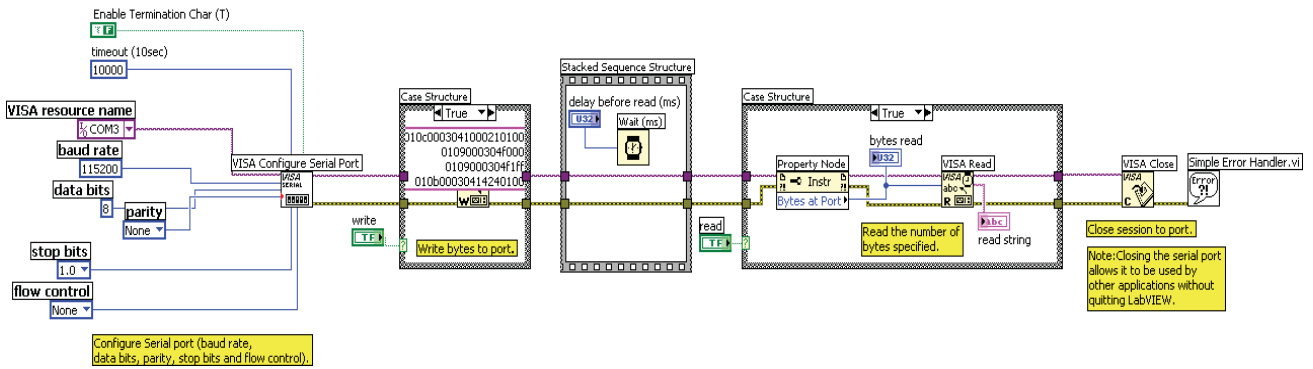 Enable Termination Char (T)
F
timeout (10sec)
10000
VISA resource name
COM3
baud rate
115200
data bits
8
parity
None
stop bits
1.0
flow control
None
Configure Serial port (baud rate,
data bits, parity, stop bits and flow control).
VISA Configure Serial Port
VISA
SERIAL
Case Structure
True
010c0003041000210100
0109000304f000
0109000304f1ff
010b00030414240100
W
write
TF
Write bytes to port.
Stacked Sequence Structure
delay before read (ms)
U32
Wait (ms)
Case Structure
True
read
TF
Property Node
Instr
Bytes at Port
bytes read
U32
VISA Read
VISA
abc
R
abc
read string
Read the number of
bytes specified.
VISA Close
VISA
C
Close session to port.
Note:Closing the serial port
allows it to be used by
other applications without
quitting LabVIEW.
Simple Error Handler.vi
Error
?!